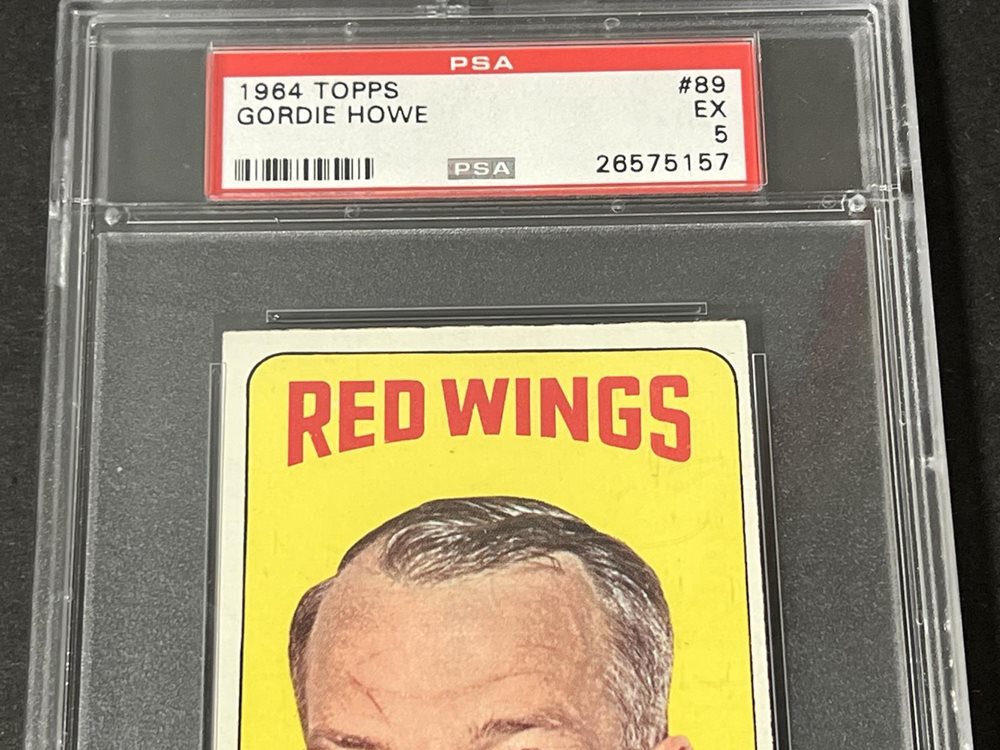 PSA
1964 TOPPS #89
GORDIE HOWE EX
5
PSA 26575157
RED WINGS